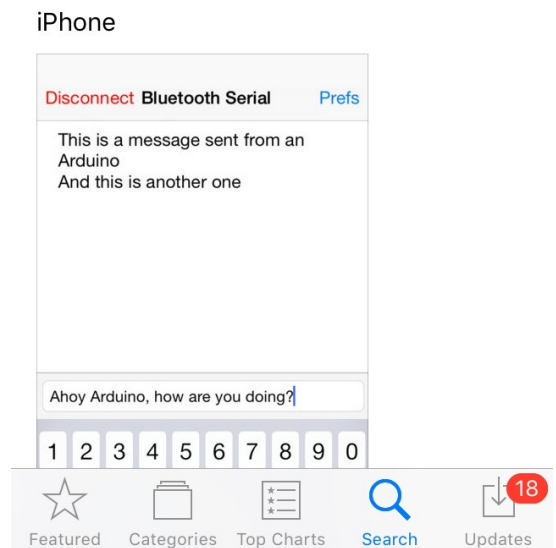 iPhone
Disconnect Bluetooth Serial Prefs
This is a message sent from an
Arduino
And this is another one
Ahoy Arduino, how are you doing?
1 2 3 4 5 6 7 8 9 0
18
Featured Categories Top Charts Search Updates